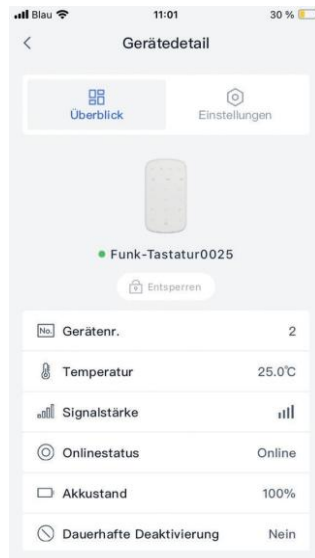 Blau 11:01 30 %
Gerätedetail
Überblick Einstellungen
Funk-Tastatur0025
Entsperren
No. Gerätenr. 2
Temperatur 25.0°C
Signalstärke
Onlinestatus Online
Akkustand 100%
Dauerhafte Deaktivierung Nein